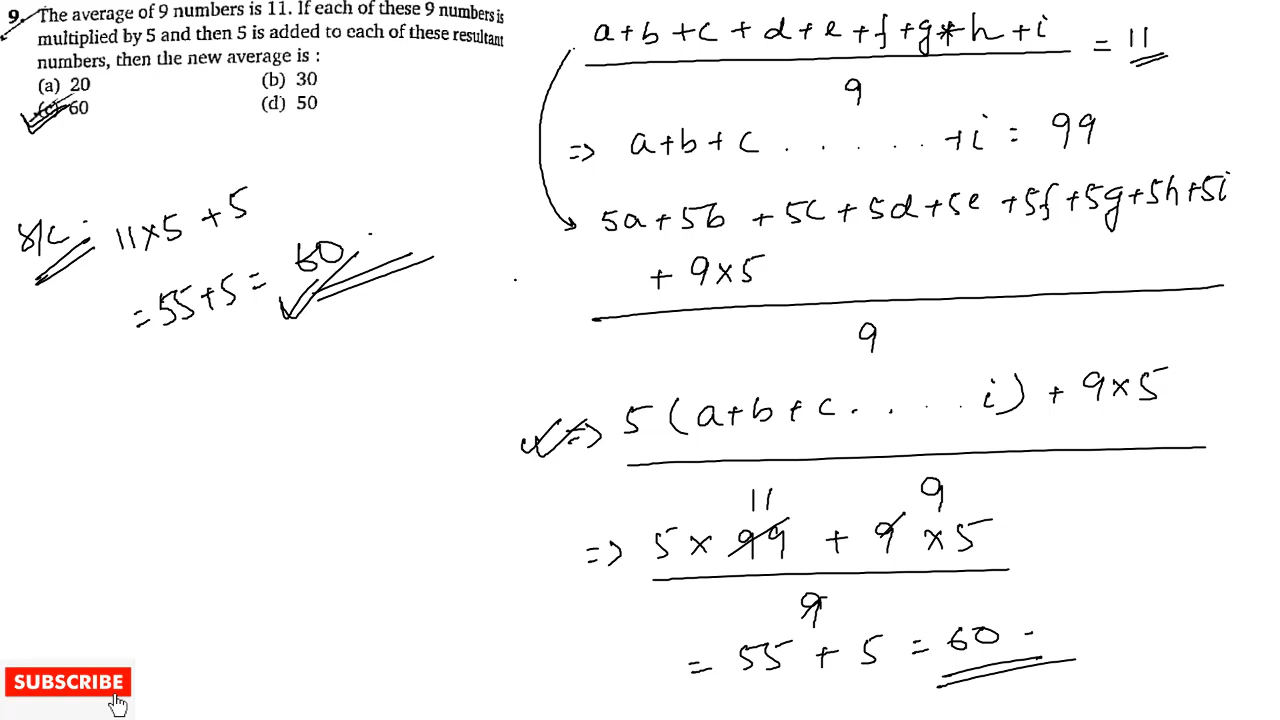 9. The average of 9 numbers is 11. If each of these 9 numbers is
multiplied by 5 and then 5 is added to each of these resultant
numbers, then the new average is :
(a) 20 (b) 30
(c) 60 (d) 50
S/C :- 11×5 +5
= 55+5 = 60
a+b+c+d+e+f+g+h+i = 11
9
=> a+b+c ...... +i = 99
5a+5b+5c+5d+5e+5f+5g+5h+5i
+ 9×5
9
=> 5(a+b+c.....i) + 9×5
9
11
=> 5×99 + 9×5
9
= 55 + 5 = 60
SUBSCRIBE